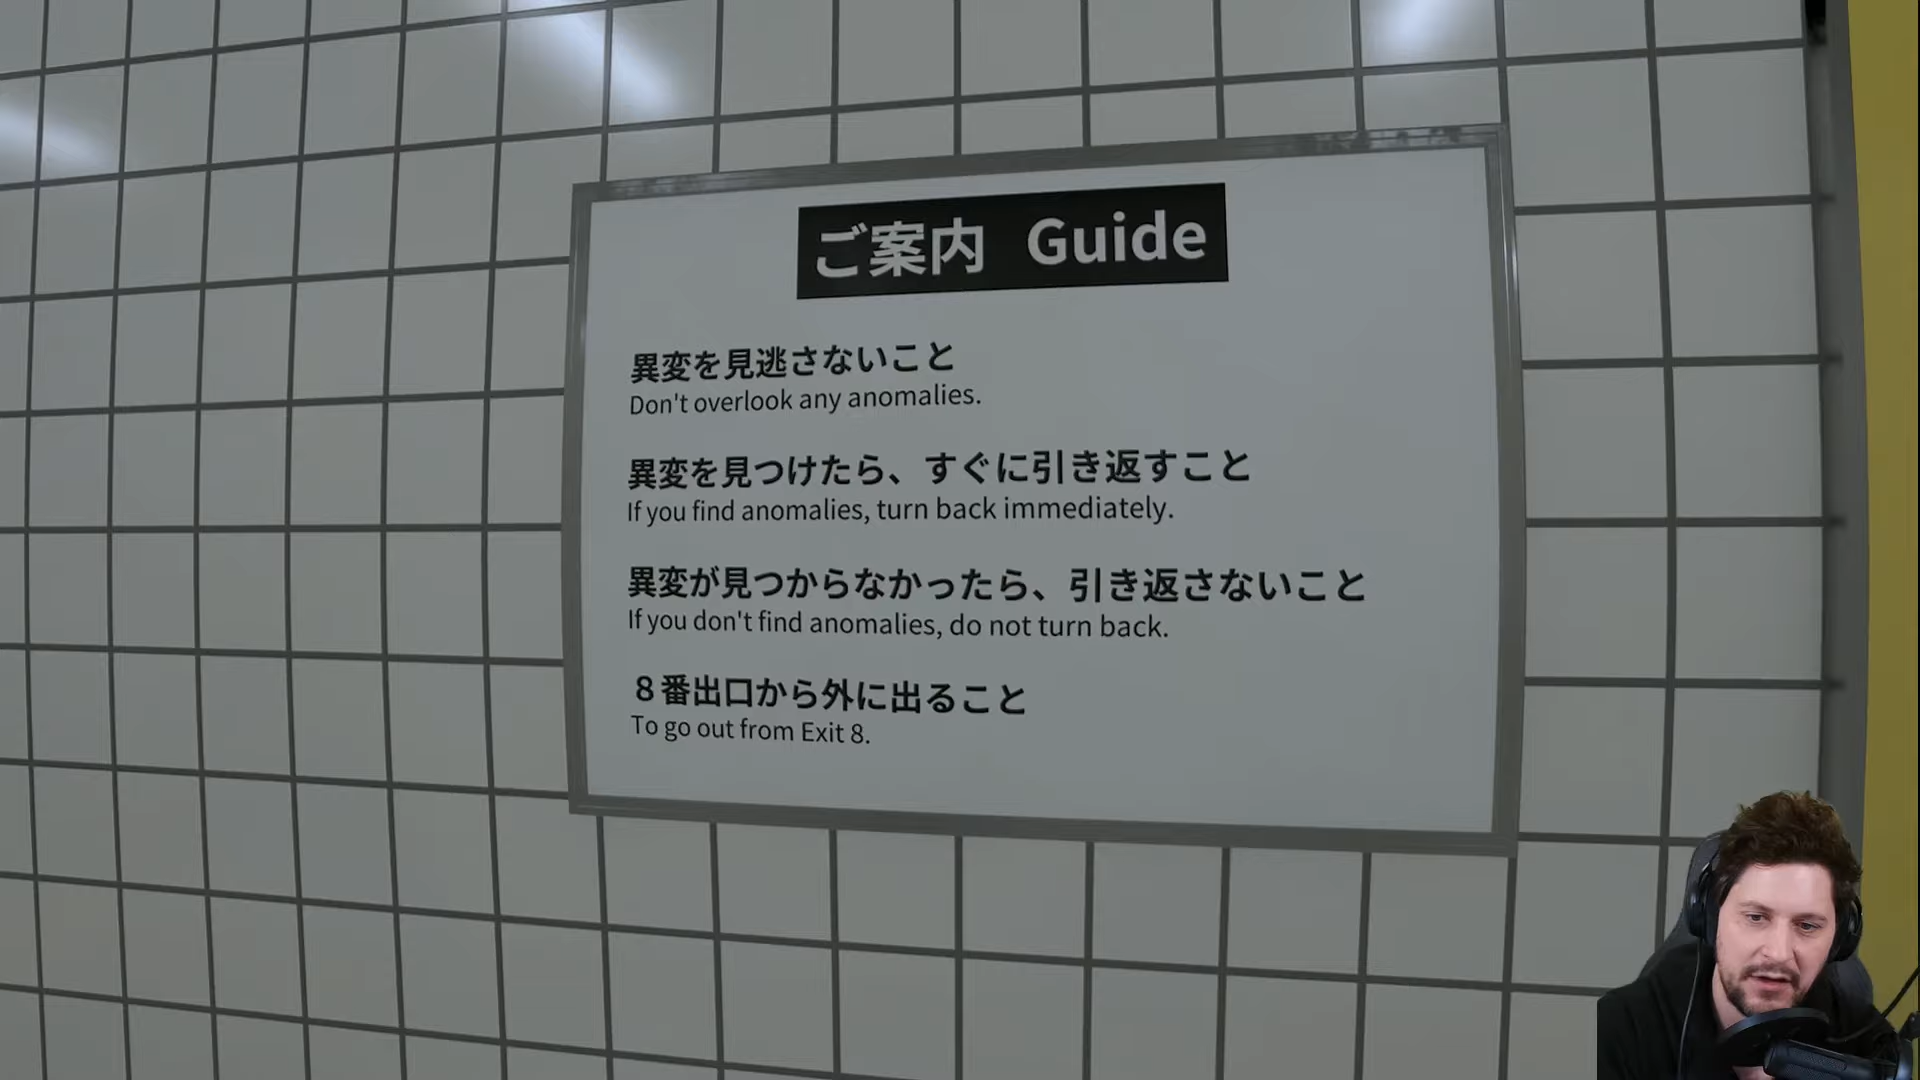 ご案内 Guide
異変を見逃さないこと
Don't overlook any anomalies.
異変を見つけたら、すぐに引き返すこと
If you find anomalies, turn back immediately.
異変が見つからなかったら、引き返さないこと
If you don't find anomalies, do not turn back.
８番出口から外に出ること
To go out from Exit 8.